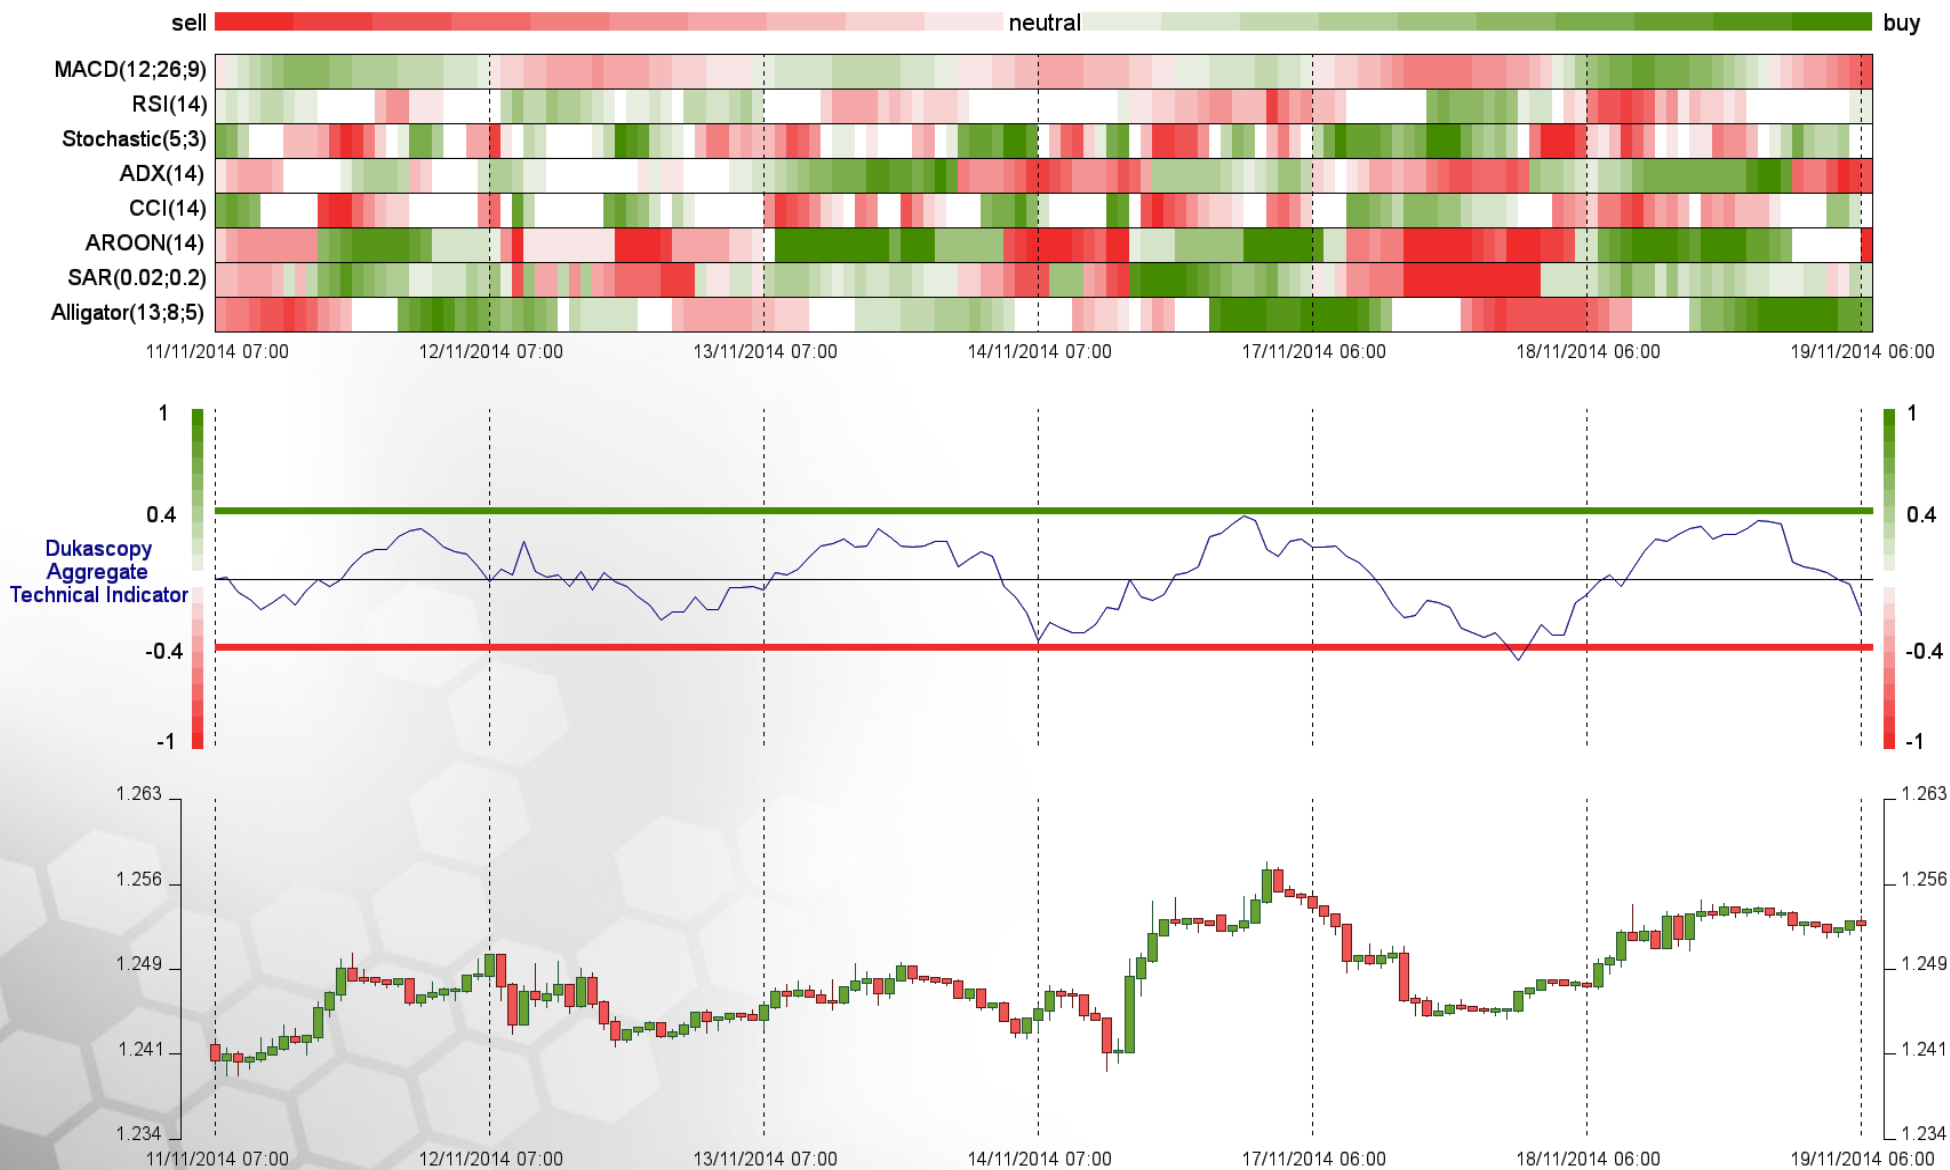 sell neutral buy
MACD(12;26;9)
RSI(14)
Stochastic(5;3)
ADX(14)
CCI(14)
AROON(14)
SAR(0.02;0.2)
Alligator(13;8;5)
11/11/2014 07:00 12/11/2014 07:00 13/11/2014 07:00 14/11/2014 07:00 17/11/2014 06:00 18/11/2014 06:00 19/11/2014 06:00
1 1
0.4 0.4
Dukascopy
Aggregate
Technical Indicator
-0.4 -0.4
-1 -1
1.263 1.263
1.256 1.256
1.249 1.249
1.241 1.241
1.234 1.234
11/11/2014 07:00 12/11/2014 07:00 13/11/2014 07:00 14/11/2014 07:00 17/11/2014 06:00 18/11/2014 06:00 19/11/2014 06:00